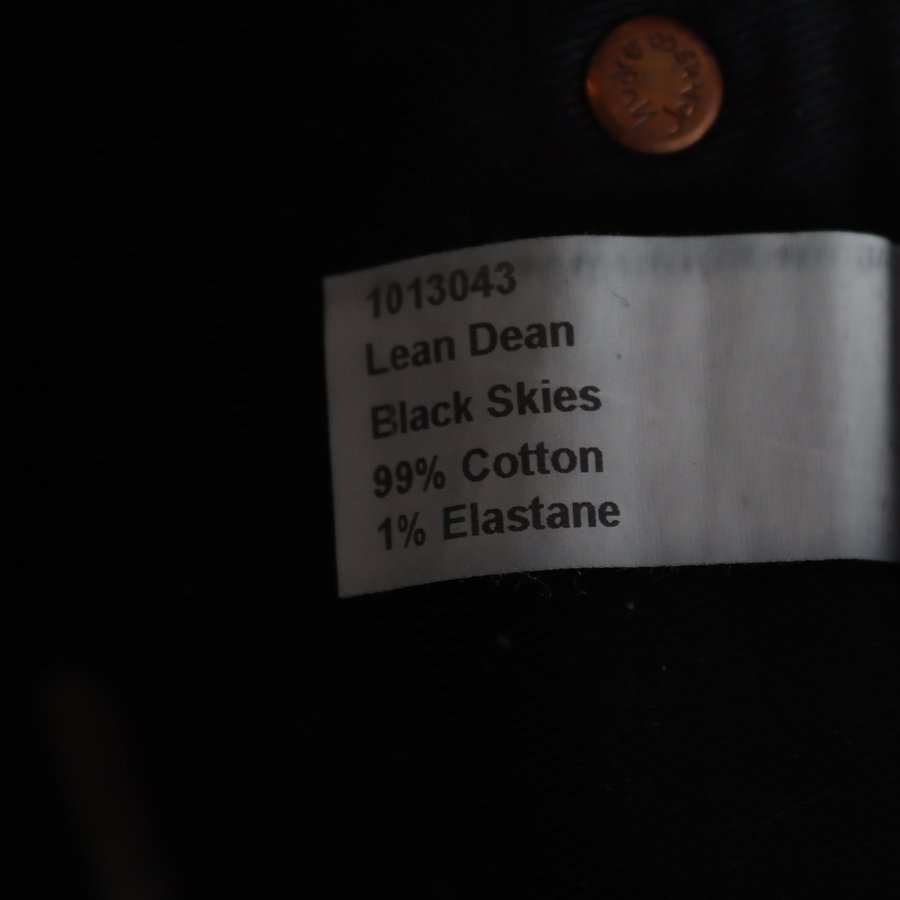 1013043
Lean Dean
Black Skies
99% Cotton
1% Elastane